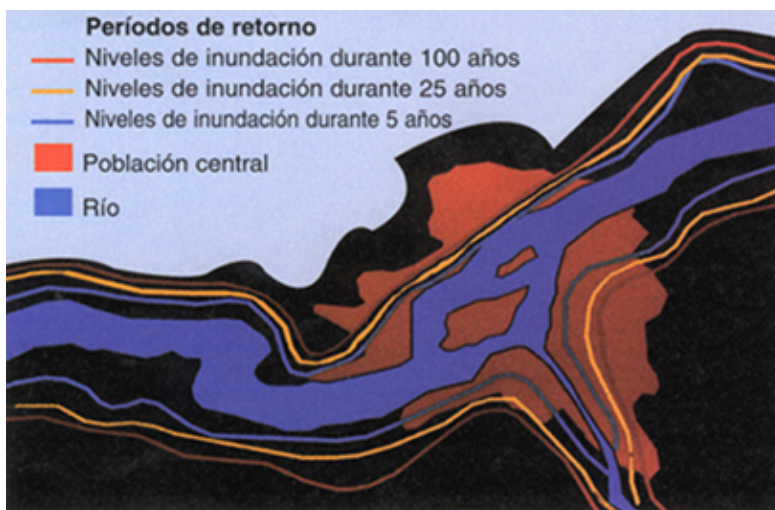 Períodos de retorno
Niveles de inundación durante 100 años
Niveles de inundación durante 25 años
Niveles de inundación durante 5 años
Población central
Río